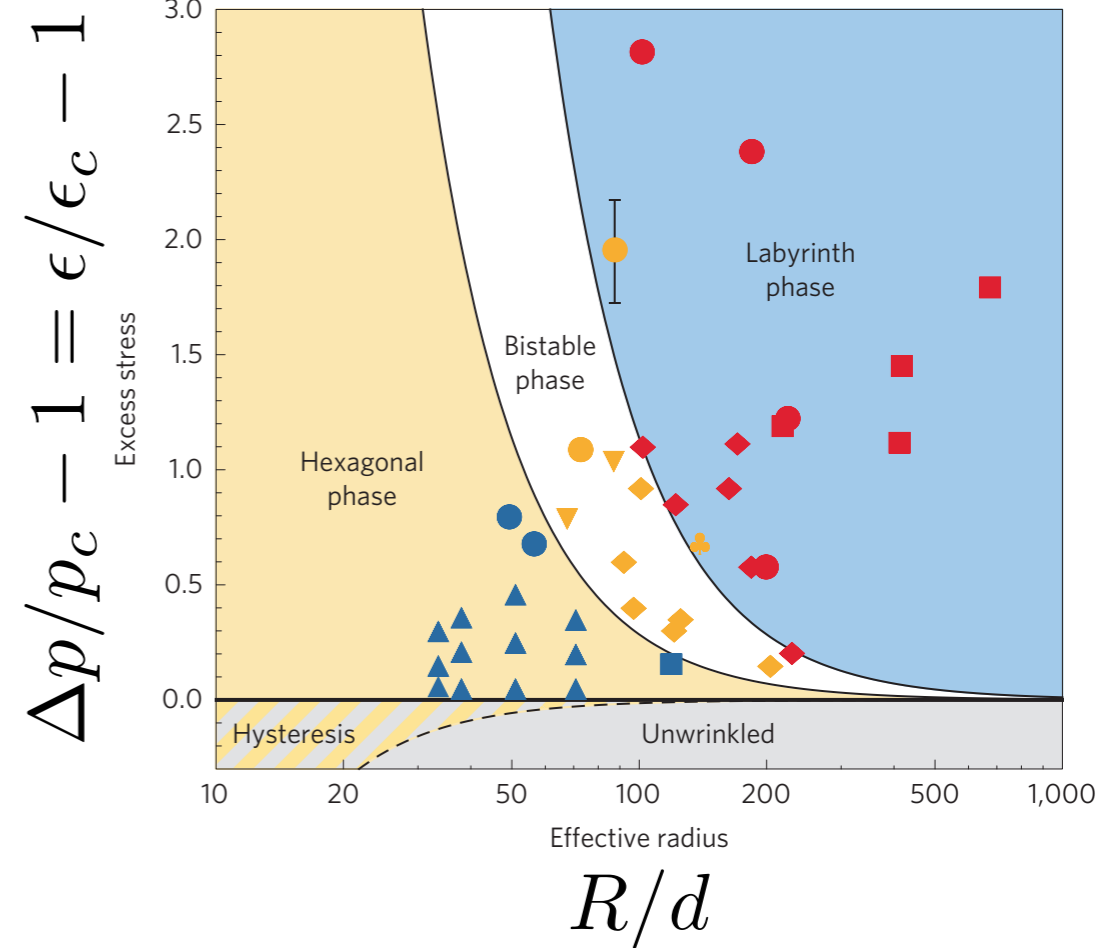 Δp/p_c − 1 = ϵ/ϵ_c − 1
Excess stress
3.0
2.5
2.0
1.5
1.0
0.5
0.0
Labyrinth
phase
Bistable
phase
Hexagonal
phase
Hysteresis
Unwrinkled
10
20
50
100
200
500
1,000
Effective radius
R/d